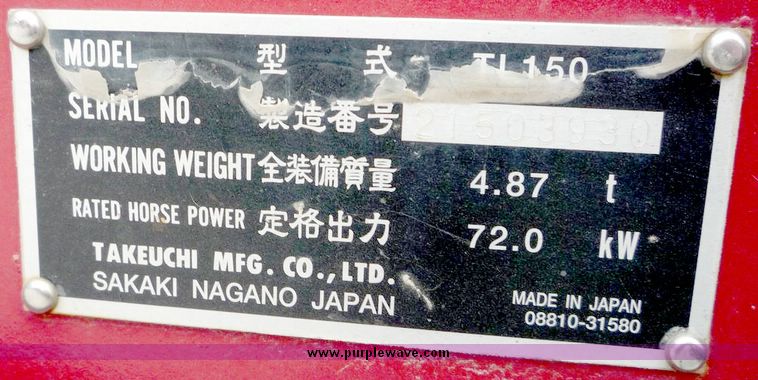 MODEL 型式 TL150
SERIAL NO. 製造番号 21503930
WORKING WEIGHT 全装備質量 4.87 t
RATED HORSE POWER 定格出力 72.0 kW
TAKEUCHI MFG. CO., LTD.
SAKAKI NAGANO JAPAN
MADE IN JAPAN
08810-31580
www.purplewave.com